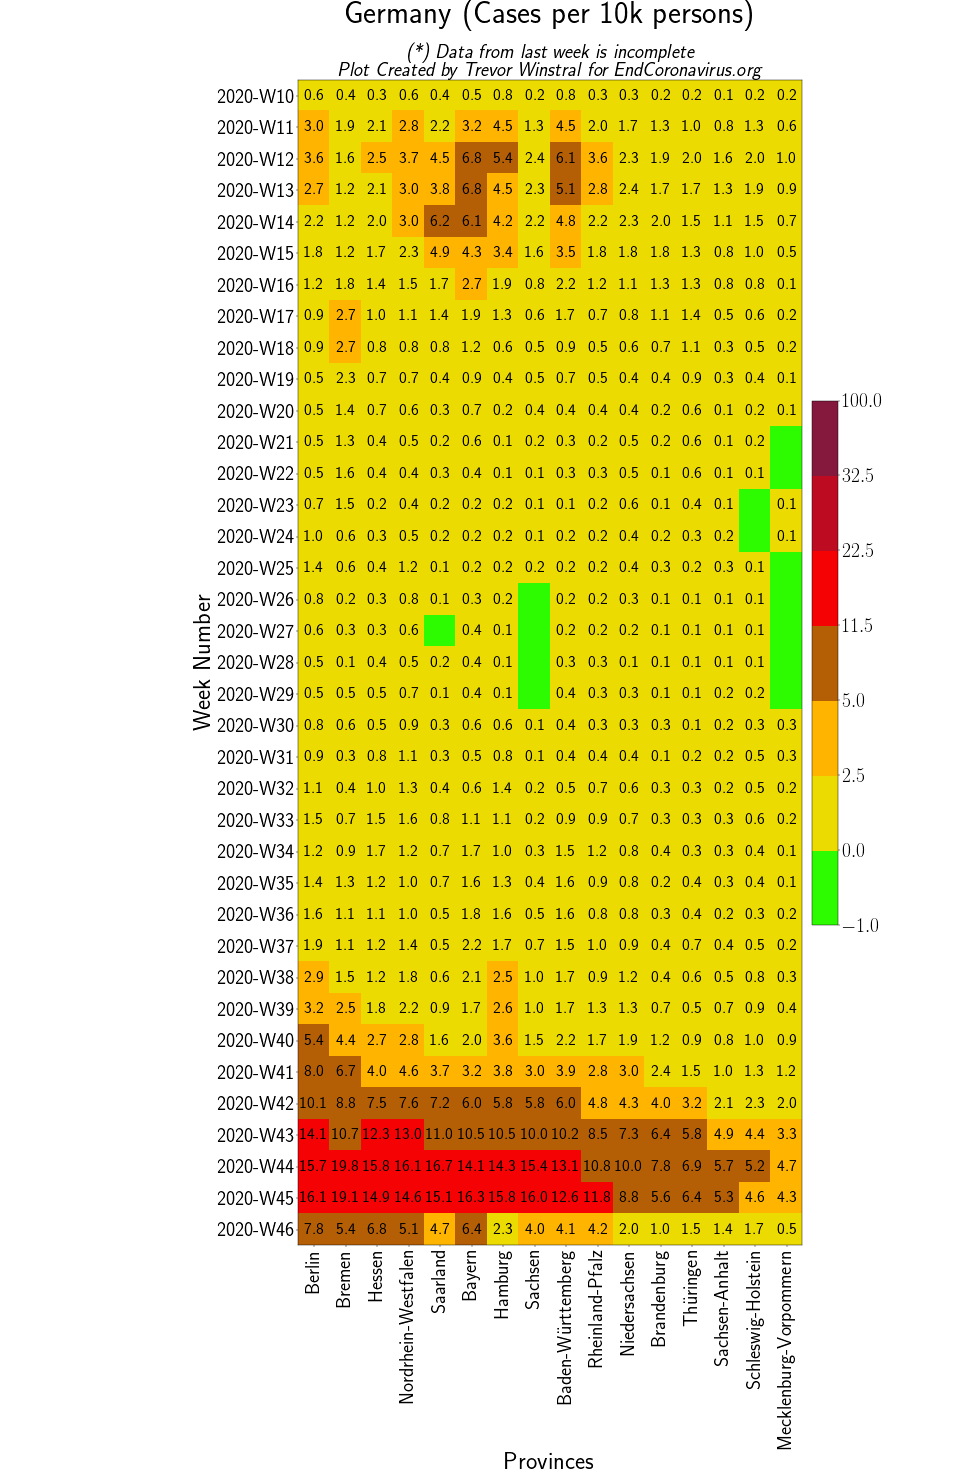 Germany (Cases per 10k persons)
(*) Data from last week is incomplete
Plot Created by Trevor Winstral for EndCoronavirus.org
2020-W10 0.6 0.4 0.3 0.6 0.4 0.5 0.8 0.2 0.8 0.3 0.3 0.2 0.2 0.1 0.2 0.2
2020-W11 3.0 1.9 2.1 2.8 2.2 3.2 4.5 1.3 4.5 2.0 1.7 1.3 1.0 0.8 1.3 0.6
2020-W12 3.6 1.6 2.5 3.7 4.5 6.8 5.4 2.4 6.1 3.6 2.3 1.9 2.0 1.6 2.0 1.0
2020-W13 2.7 1.2 2.1 3.0 3.8 6.8 4.5 2.3 5.1 2.8 2.4 1.7 1.7 1.3 1.9 0.9
2020-W14 2.2 1.2 2.0 3.0 6.2 6.1 4.2 2.2 4.8 2.2 2.3 2.0 1.5 1.1 1.5 0.7
2020-W15 1.8 1.2 1.7 2.3 4.9 4.3 3.4 1.6 3.5 1.8 1.8 1.8 1.3 0.8 1.0 0.5
2020-W16 1.2 1.8 1.4 1.5 1.7 2.7 1.9 0.8 2.2 1.2 1.1 1.3 1.3 0.8 0.8 0.1
2020-W17 0.9 2.7 1.0 1.1 1.4 1.9 1.3 0.6 1.7 0.7 0.8 1.1 1.4 0.5 0.6 0.2
2020-W18 0.9 2.7 0.8 0.8 0.8 1.2 0.6 0.5 0.9 0.5 0.6 0.7 1.1 0.3 0.5 0.2
2020-W19 0.5 2.3 0.7 0.7 0.4 0.9 0.4 0.5 0.7 0.5 0.4 0.4 0.9 0.3 0.4 0.1
2020-W20 0.5 1.4 0.7 0.6 0.3 0.7 0.2 0.4 0.4 0.4 0.4 0.2 0.6 0.1 0.2 0.1
2020-W21 0.5 1.3 0.4 0.5 0.2 0.6 0.1 0.2 0.3 0.2 0.5 0.2 0.6 0.1 0.2
2020-W22 0.5 1.6 0.4 0.4 0.3 0.4 0.1 0.1 0.3 0.3 0.5 0.1 0.6 0.1 0.1
2020-W23 0.7 1.5 0.2 0.4 0.2 0.2 0.2 0.1 0.1 0.2 0.6 0.1 0.4 0.1 0.1
2020-W24 1.0 0.6 0.3 0.5 0.2 0.2 0.2 0.1 0.2 0.2 0.4 0.2 0.3 0.2 0.1
2020-W25 1.4 0.6 0.4 1.2 0.1 0.2 0.2 0.2 0.2 0.2 0.4 0.3 0.2 0.3 0.1
2020-W26 0.8 0.2 0.3 0.8 0.1 0.3 0.2 0.2 0.2 0.3 0.1 0.1 0.1 0.1
2020-W27 0.6 0.3 0.3 0.6 0.4 0.1 0.2 0.2 0.2 0.1 0.1 0.1 0.1
2020-W28 0.5 0.1 0.4 0.5 0.2 0.4 0.1 0.3 0.3 0.1 0.1 0.1 0.1 0.1
2020-W29 0.5 0.5 0.5 0.7 0.1 0.4 0.1 0.4 0.3 0.3 0.1 0.1 0.2 0.2
2020-W30 0.8 0.6 0.5 0.9 0.3 0.6 0.6 0.1 0.4 0.3 0.3 0.3 0.1 0.2 0.3 0.3
2020-W31 0.9 0.3 0.8 1.1 0.3 0.5 0.8 0.1 0.4 0.4 0.4 0.1 0.2 0.2 0.5 0.3
2020-W32 1.1 0.4 1.0 1.3 0.4 0.6 1.4 0.2 0.5 0.7 0.6 0.3 0.3 0.2 0.5 0.2
2020-W33 1.5 0.7 1.5 1.6 0.8 1.1 1.1 0.2 0.9 0.9 0.7 0.3 0.3 0.3 0.6 0.2
2020-W34 1.2 0.9 1.7 1.2 0.7 1.7 1.0 0.3 1.5 1.2 0.8 0.4 0.3 0.3 0.4 0.1
2020-W35 1.4 1.3 1.2 1.0 0.7 1.6 1.3 0.4 1.6 0.9 0.8 0.2 0.4 0.3 0.4 0.1
2020-W36 1.6 1.1 1.1 1.0 0.5 1.8 1.6 0.5 1.6 0.8 0.8 0.3 0.4 0.2 0.3 0.2
2020-W37 1.9 1.1 1.2 1.4 0.5 2.2 1.7 0.7 1.5 1.0 0.9 0.4 0.7 0.4 0.5 0.2
2020-W38 2.9 1.5 1.2 1.8 0.6 2.1 2.5 1.0 1.7 0.9 1.2 0.4 0.6 0.5 0.8 0.3
2020-W39 3.2 2.5 1.8 2.2 0.9 1.7 2.6 1.0 1.7 1.3 1.3 0.7 0.5 0.7 0.9 0.4
2020-W40 5.4 4.4 2.7 2.8 1.6 2.0 3.6 1.5 2.2 1.7 1.9 1.2 0.9 0.8 1.0 0.9
2020-W41 8.0 6.7 4.0 4.6 3.7 3.2 3.8 3.0 3.9 2.8 3.0 2.4 1.5 1.0 1.3 1.2
2020-W42 10.1 8.8 7.5 7.6 7.2 6.0 5.8 5.8 6.0 4.8 4.3 4.0 3.2 2.1 2.3 2.0
2020-W43 14.1 10.7 12.3 13.0 11.0 10.5 10.5 10.0 10.2 8.5 7.3 6.4 5.8 4.9 4.4 3.3
2020-W44 15.7 19.8 15.8 16.1 16.7 14.1 14.3 15.4 13.1 10.8 10.0 7.8 6.9 5.7 5.2 4.7
2020-W45 16.1 19.1 14.9 14.6 15.1 16.3 15.8 16.0 12.6 11.8 8.8 5.6 6.4 5.3 4.6 4.3
2020-W46 7.8 5.4 6.8 5.1 4.7 6.4 2.3 4.0 4.1 4.2 2.0 1.0 1.5 1.4 1.7 0.5
Week Number
Berlin
Bremen
Hessen
Nordrhein-Westfalen
Saarland
Bayern
Hamburg
Sachsen
Baden-Württemberg
Rheinland-Pfalz
Niedersachsen
Brandenburg
Thüringen
Sachsen-Anhalt
Schleswig-Holstein
Mecklenburg-Vorpommern
Provinces
100.0
32.5
22.5
11.5
5.0
2.5
0.0
−1.0